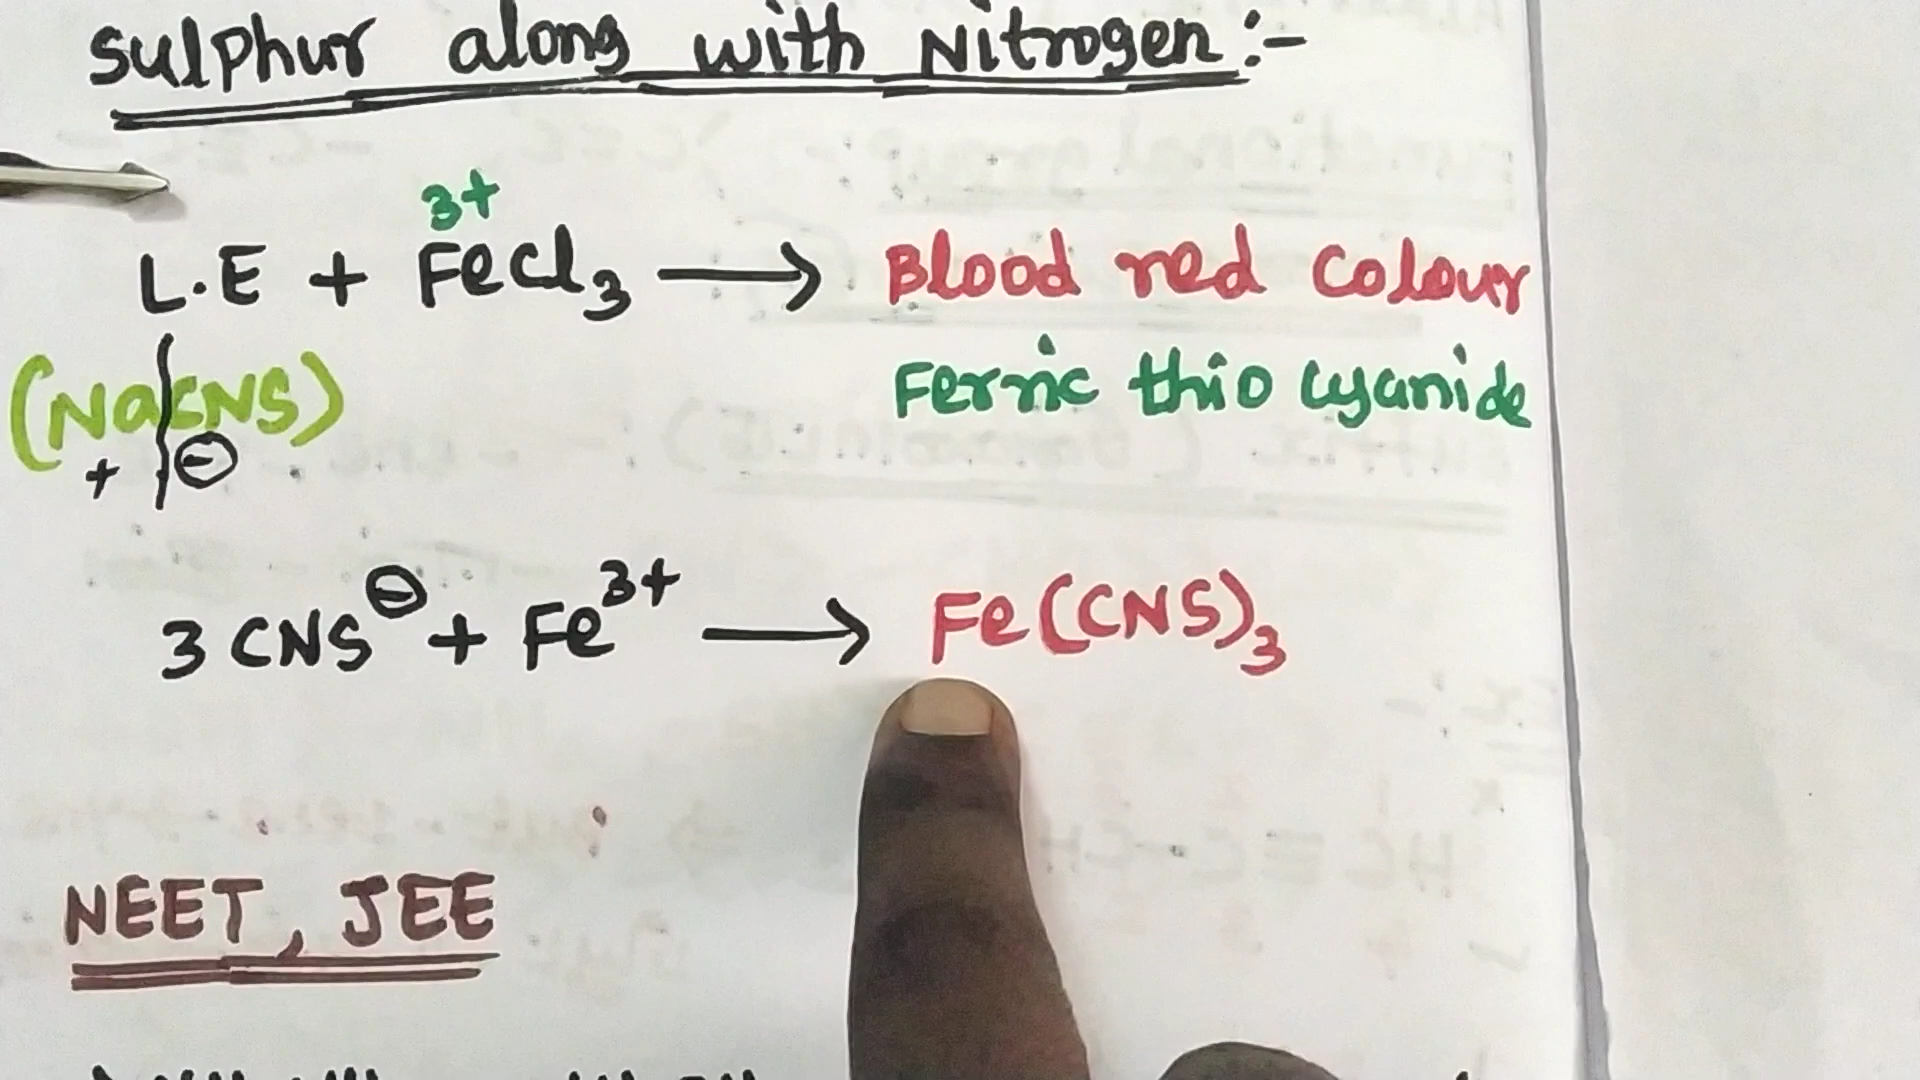 Sulphur along with Nitrogen:-
3+
L.E + FeCl3 → Blood red colour
(NaCNS) Ferric thio cyanide
+ -
3 CNS⊖ + Fe3+ → Fe(CNS)3
NEET, JEE